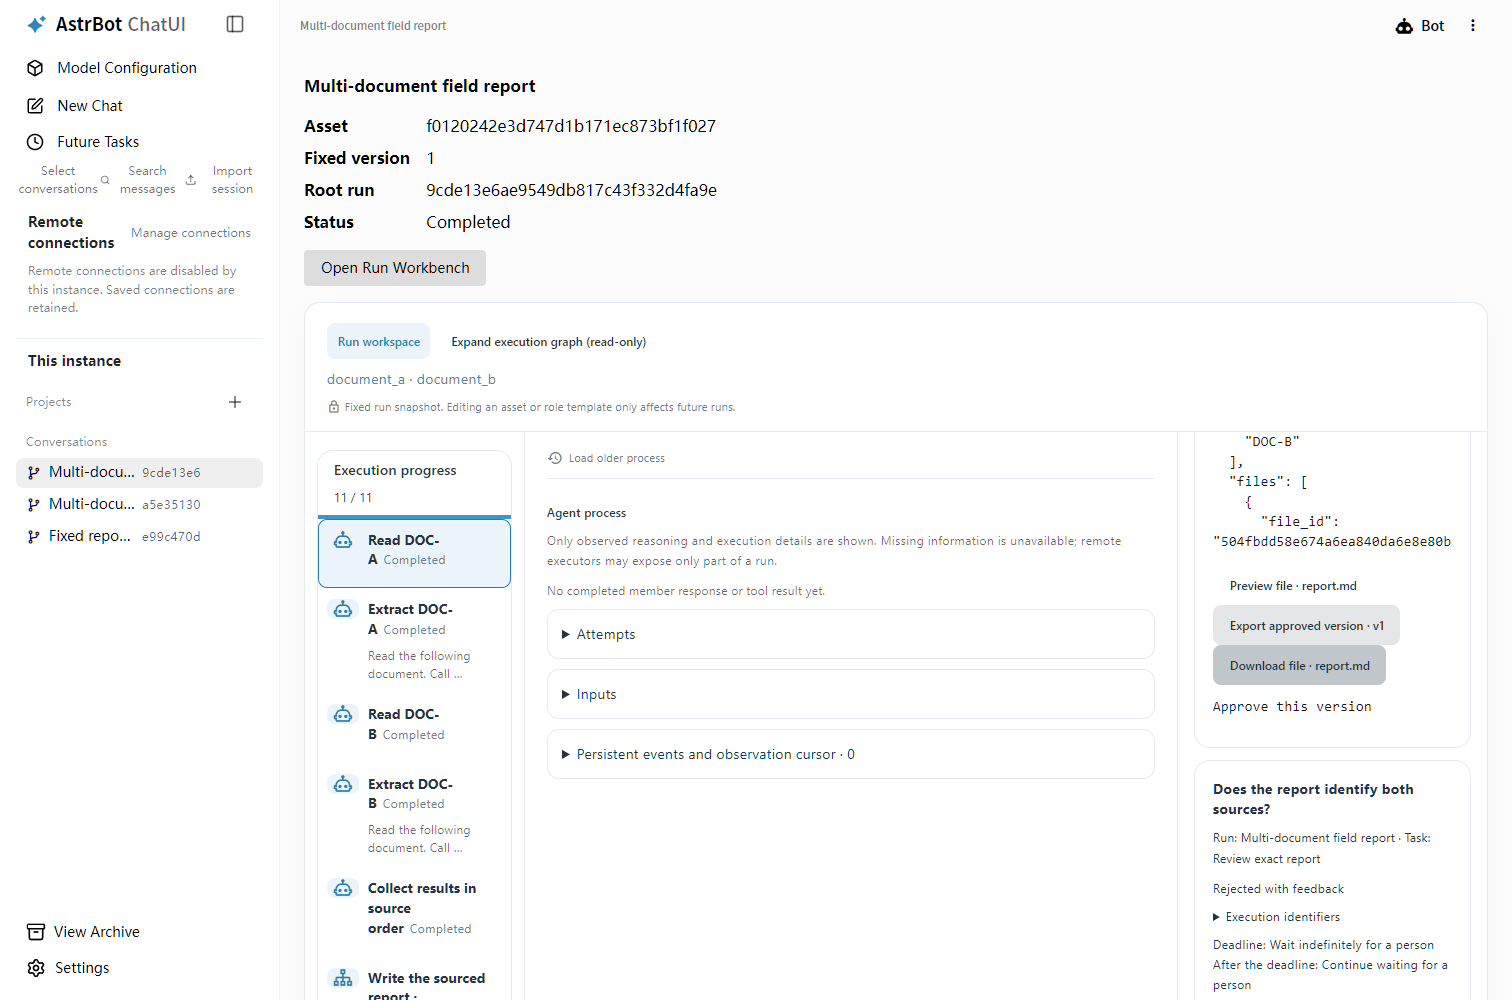 AstrBot ChatUI
Model Configuration
New Chat
Future Tasks
Select conversations
Search messages
Import session
Remote connections
Manage connections
Remote connections are disabled by
this instance. Saved connections are
retained.
This instance
Projects
Conversations
Multi-docu... 9cde13e6
Multi-docu... a5e35130
Fixed repo... e99c470d
View Archive
Settings
Multi-document field report
Bot
Multi-document field report
Asset f0120242e3d747d1b171ec873bf1f027
Fixed version 1
Root run 9cde13e6ae9549db817c43f332d4fa9e
Status Completed
Open Run Workbench
Run workspace
Expand execution graph (read-only)
document_a · document_b
Fixed run snapshot. Editing an asset or role template only affects future runs.
Execution progress
11 / 11
Read DOC-
A Completed
Extract DOC-
A Completed
Read the following
document. Call ...
Read DOC-
B Completed
Extract DOC-
B Completed
Read the following
document. Call ...
Collect results in
source
order Completed
Write the sourced
report ·
Load older process
Agent process
Only observed reasoning and execution details are shown. Missing information is unavailable; remote
executors may expose only part of a run.
No completed member response or tool result yet.
Attempts
Inputs
Persistent events and observation cursor · 0
"DOC-B"
],
"files": [
{
"file_id":
"504fbdd58e674a6ea840da6e8e80b
Preview file · report.md
Export approved version · v1
Download file · report.md
Approve this version
Does the report identify both
sources?
Run: Multi-document field report · Task:
Review exact report
Rejected with feedback
Execution identifiers
Deadline: Wait indefinitely for a person
After the deadline: Continue waiting for a
person